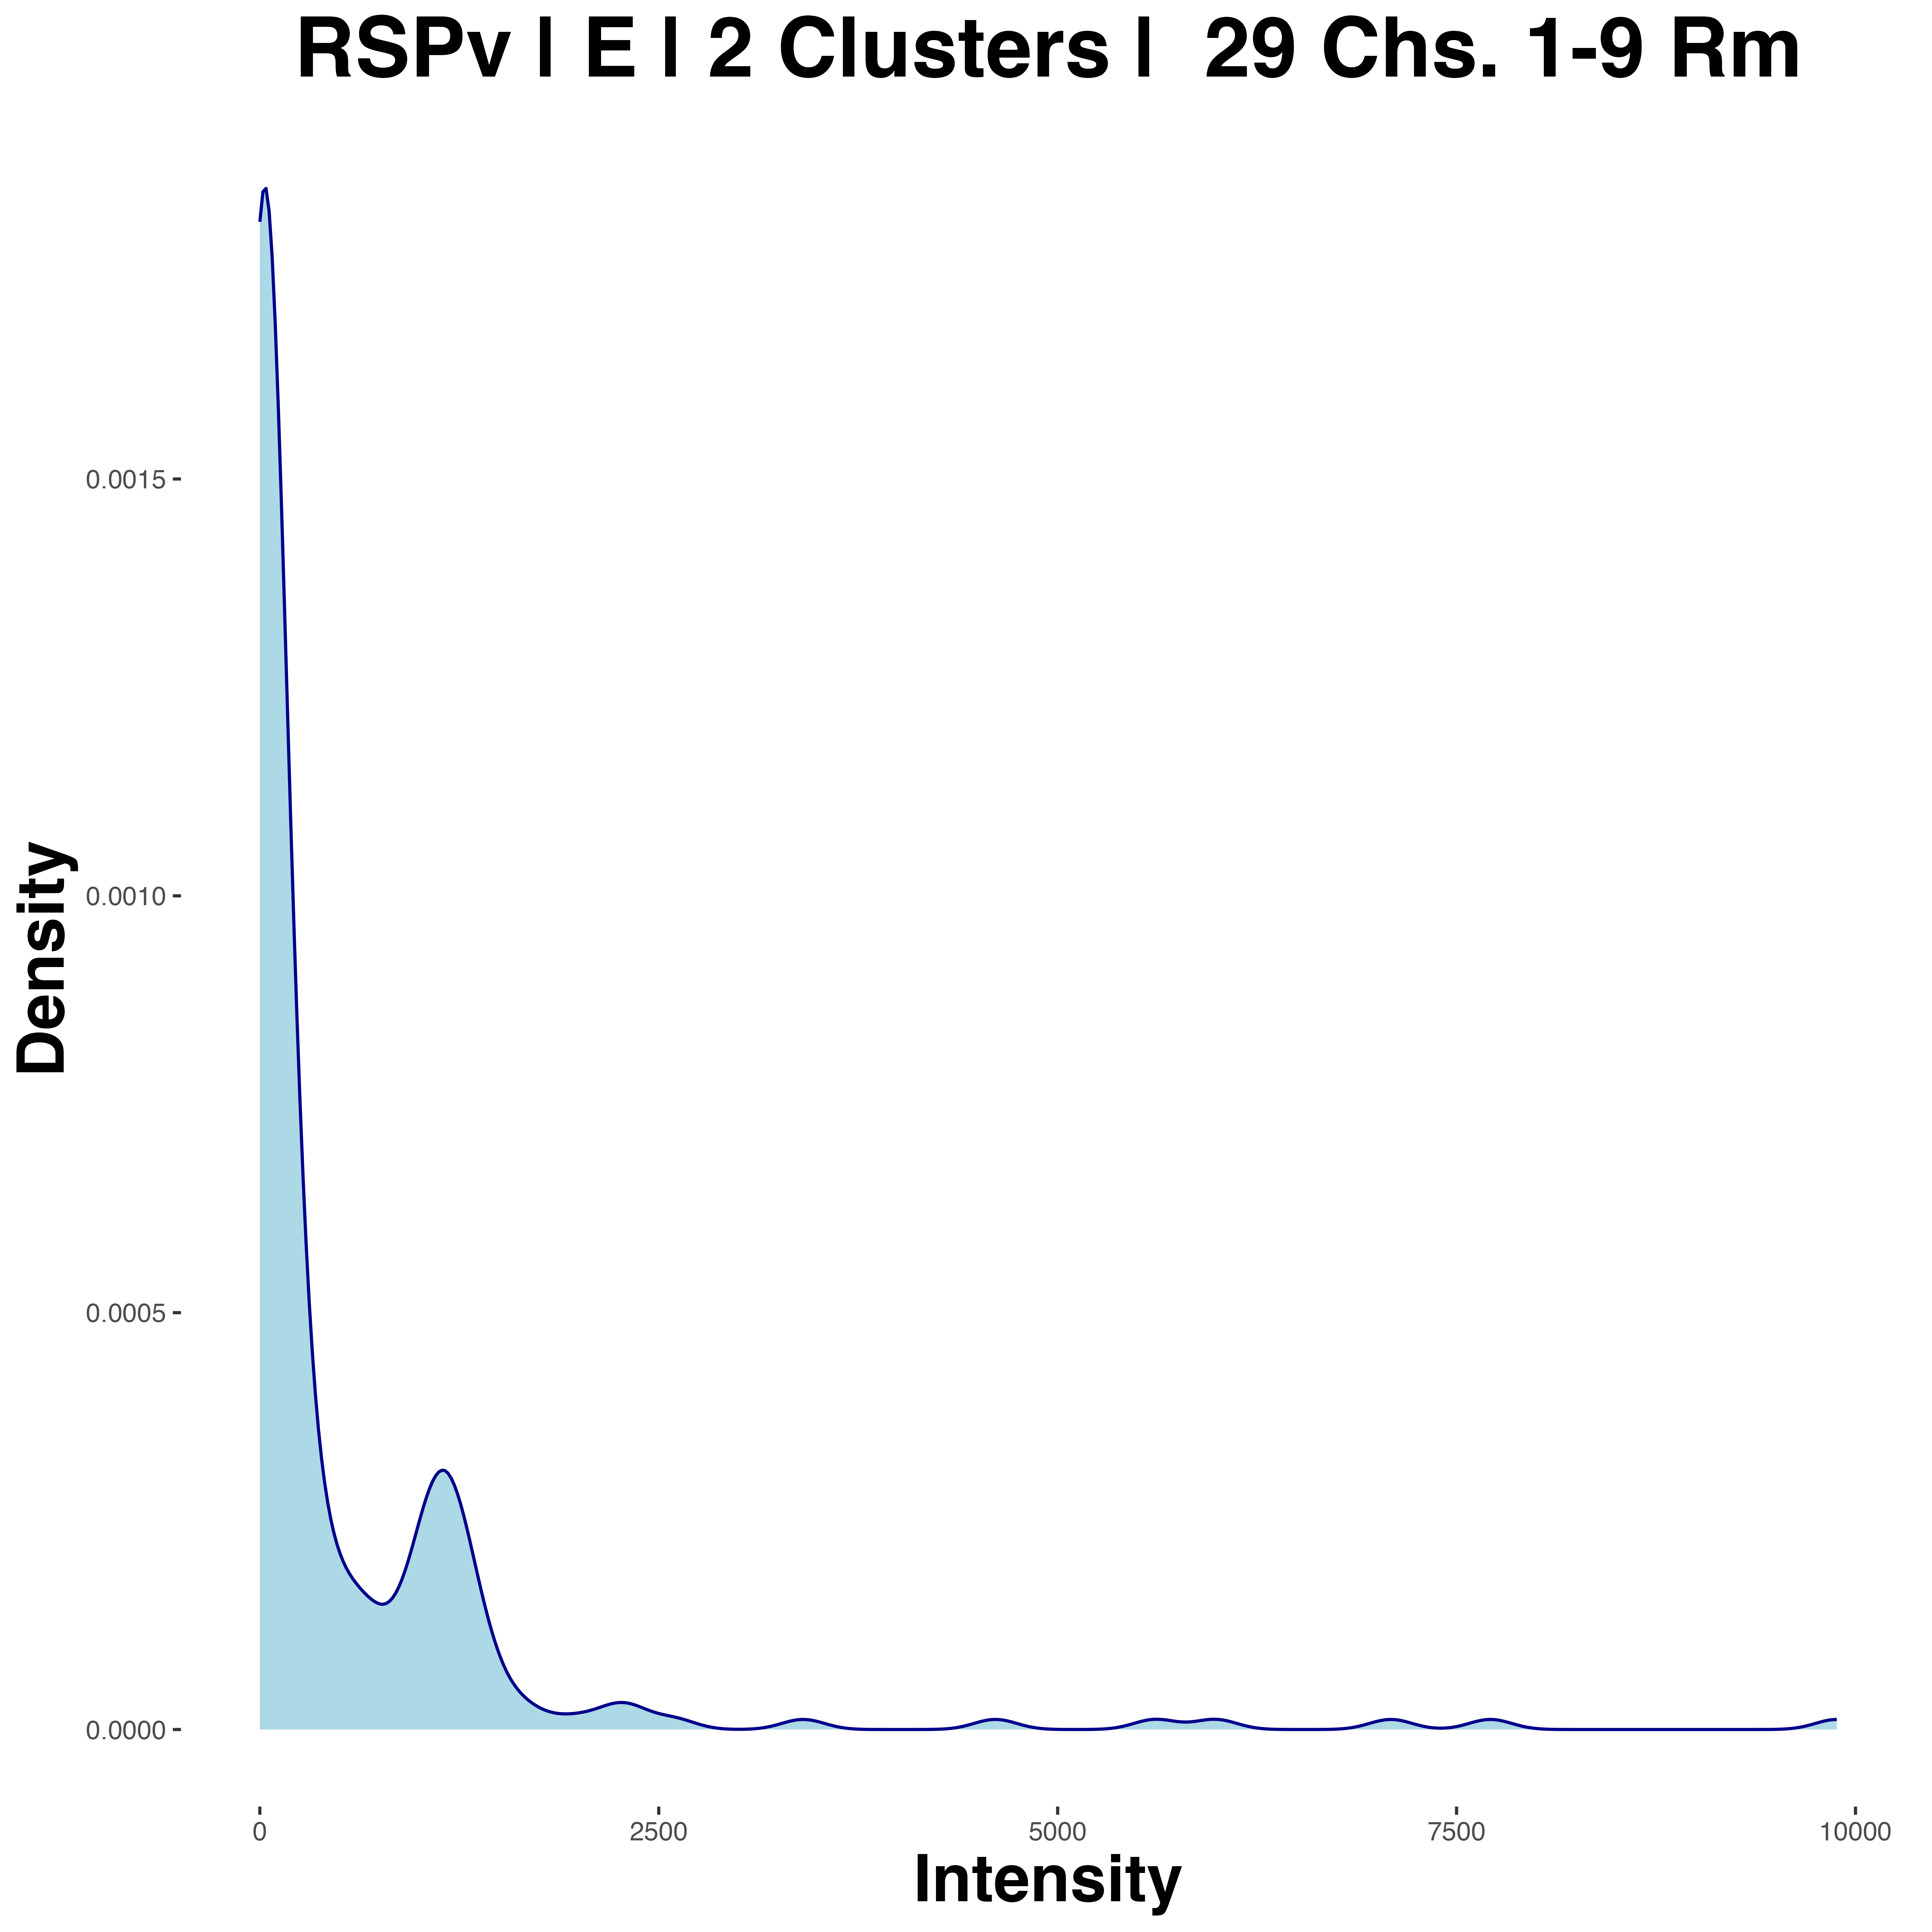 RSPv | E | 2 Clusters |  29 Chs. 1-9 Rm
Density
0.0015
0.0010
0.0005
0.0000
0 2500 5000 7500 10000
Intensity